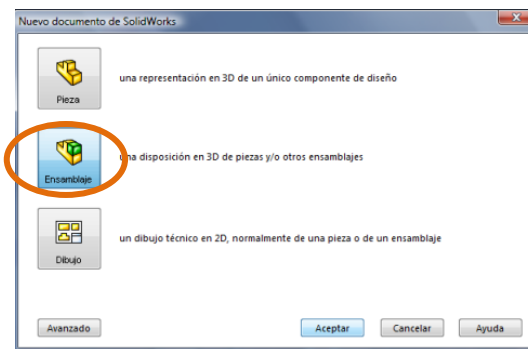 Nuevo documento de SolidWorks
Pieza
una representación en 3D de un único componente de diseño
Ensamblaje
una disposición en 3D de piezas y/o otros ensamblajes
Dibujo
un dibujo técnico en 2D, normalmente de una pieza o de un ensamblaje
Avanzado Aceptar Cancelar Ayuda